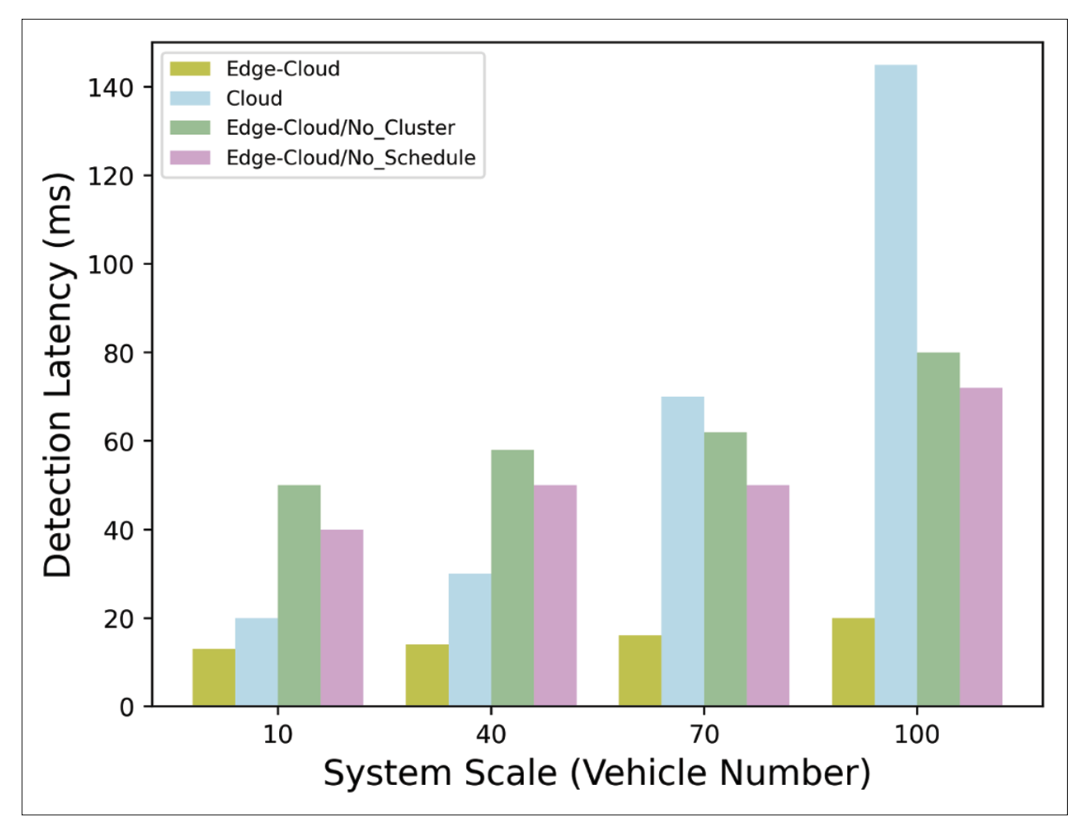 Edge-Cloud
Cloud
Edge-Cloud/No_Cluster
Edge-Cloud/No_Schedule
Detection Latency (ms)
140
120
100
80
60
40
20
0
10 40 70 100
System Scale (Vehicle Number)